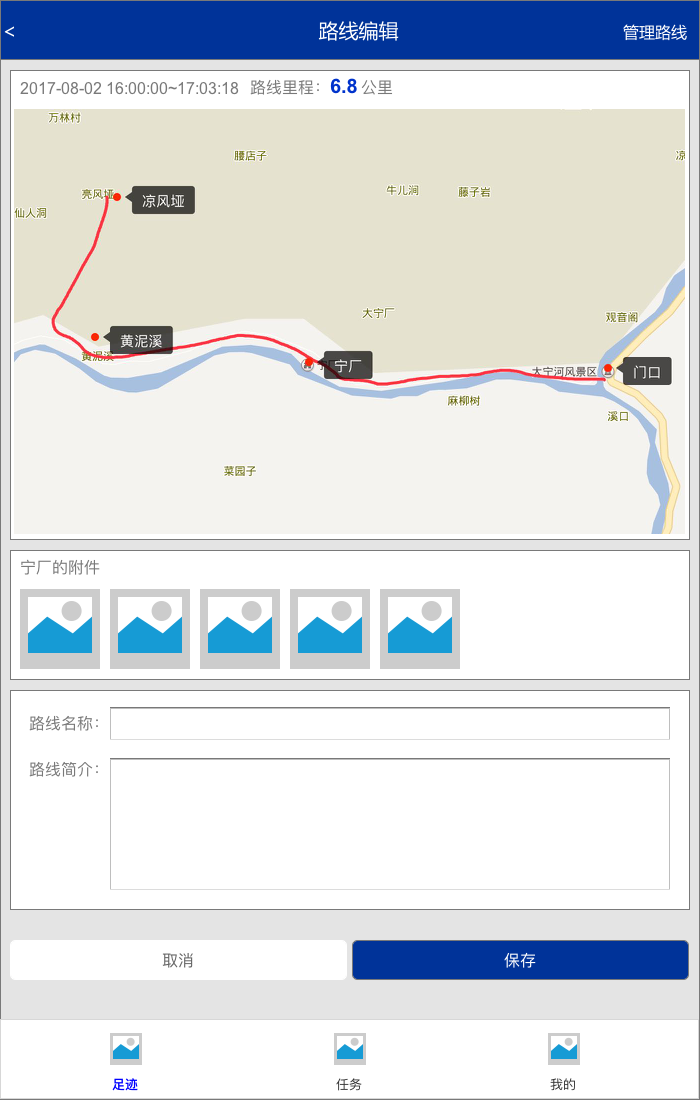 < 路线编辑 管理路线
2017-08-02 16:00:00~17:03:18 路线里程：6.8 公里
万林村
腰店子
凉
牛儿洞
藤子岩
亮风垭
凉风垭
仙人洞
大宁厂
观音阁
黄泥溪
黄泥溪
宁厂
大宁河风景区
门口
麻柳树
溪口
菜园子
宁厂的附件
路线名称：
路线简介：
取消 保存
足迹 任务 我的